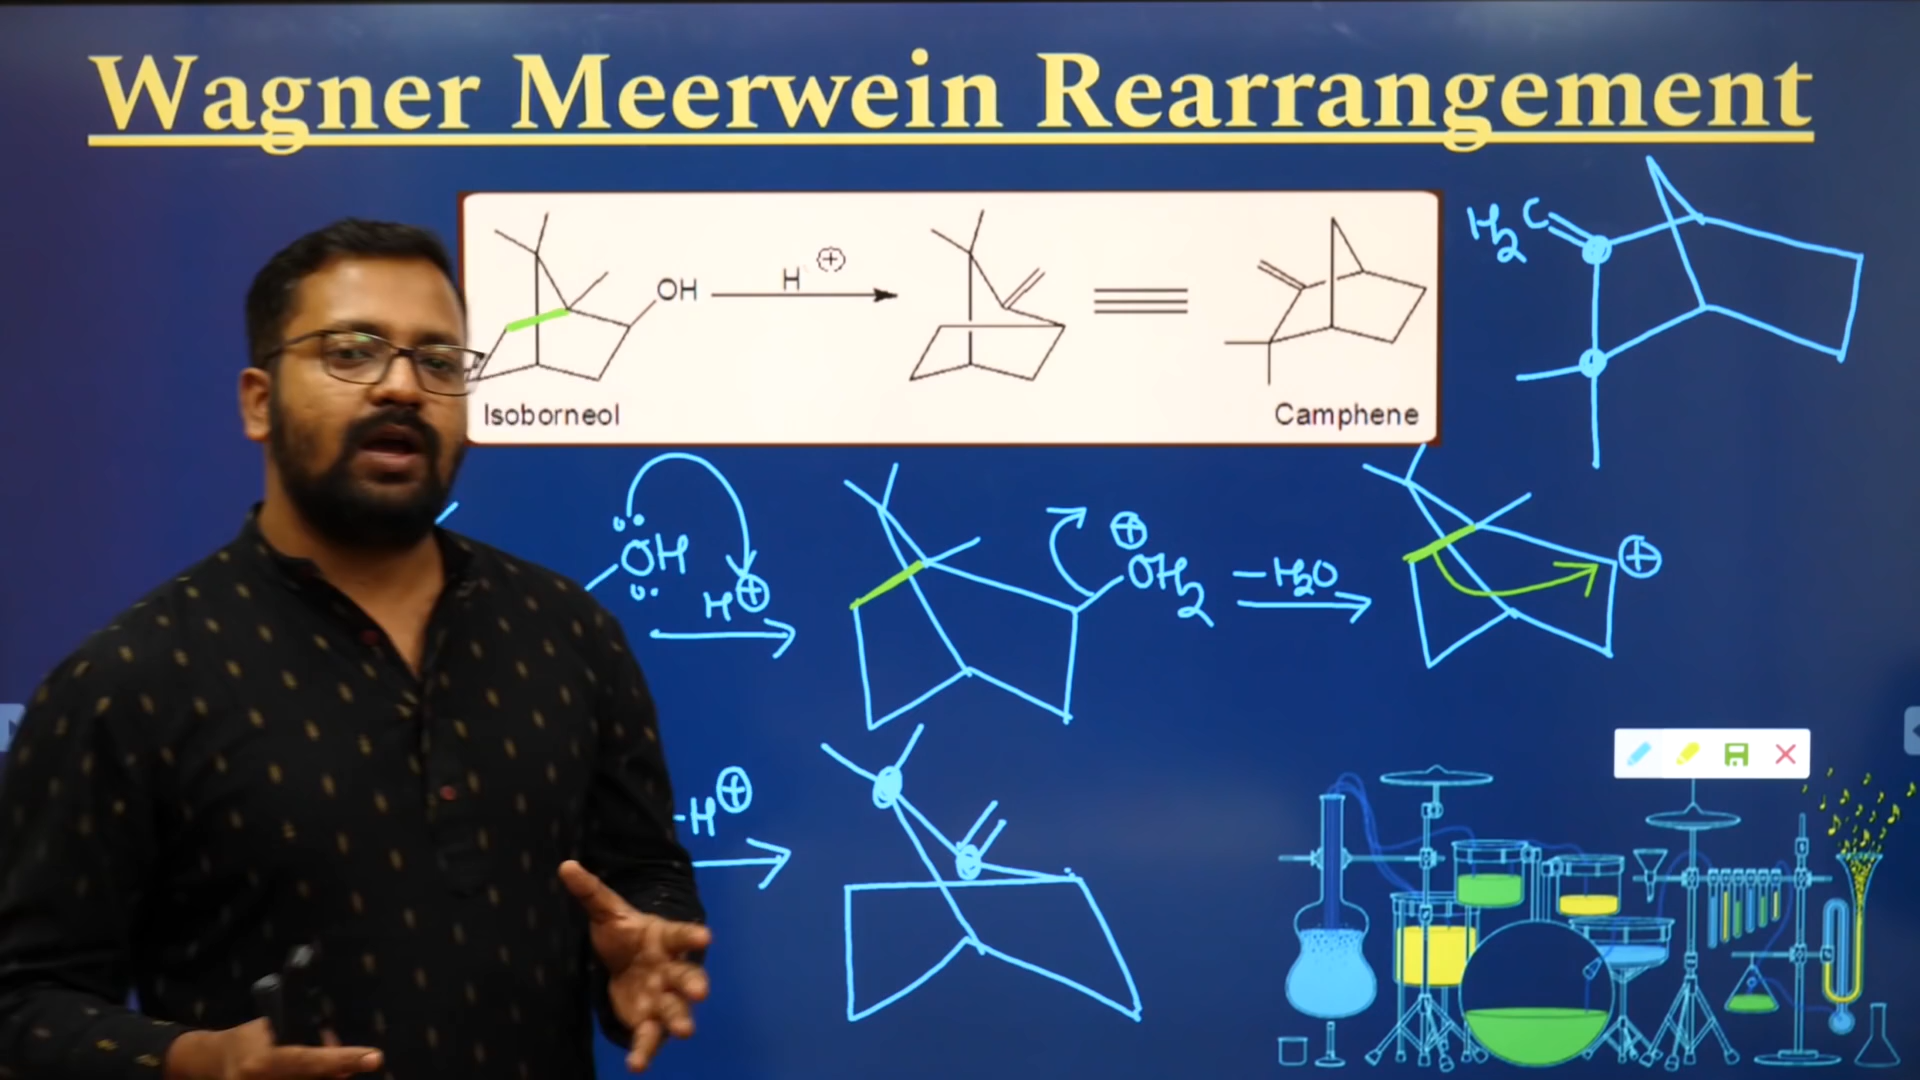 Wagner Meerwein Rearrangement
OH
H ⊕
Isoborneol
Camphene
H₂C
OH
H⊕
⊕
OH₂
-H₂O
⊕
-H⊕